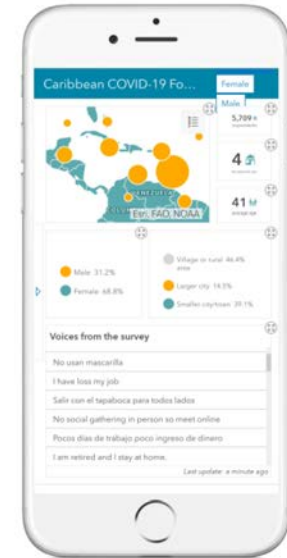 Caribbean COVID-19 Fo...
Female
Male
5,709
4
41
average age
VENEZUELA
Esri, FAO, NOAA
Male 31.2%
Female 68.8%
Village or rural 46.4%
area
Larger city 14.5%
Smaller city/town 39.1%
Voices from the survey
No usan mascarilla
I have loss my job
Salir con el tapaboca para todos lados
No social gathering in person so meet online
Pocos días de trabajo poco ingreso de dinero
I am retired and I stay at home.
Last update: a minute ago